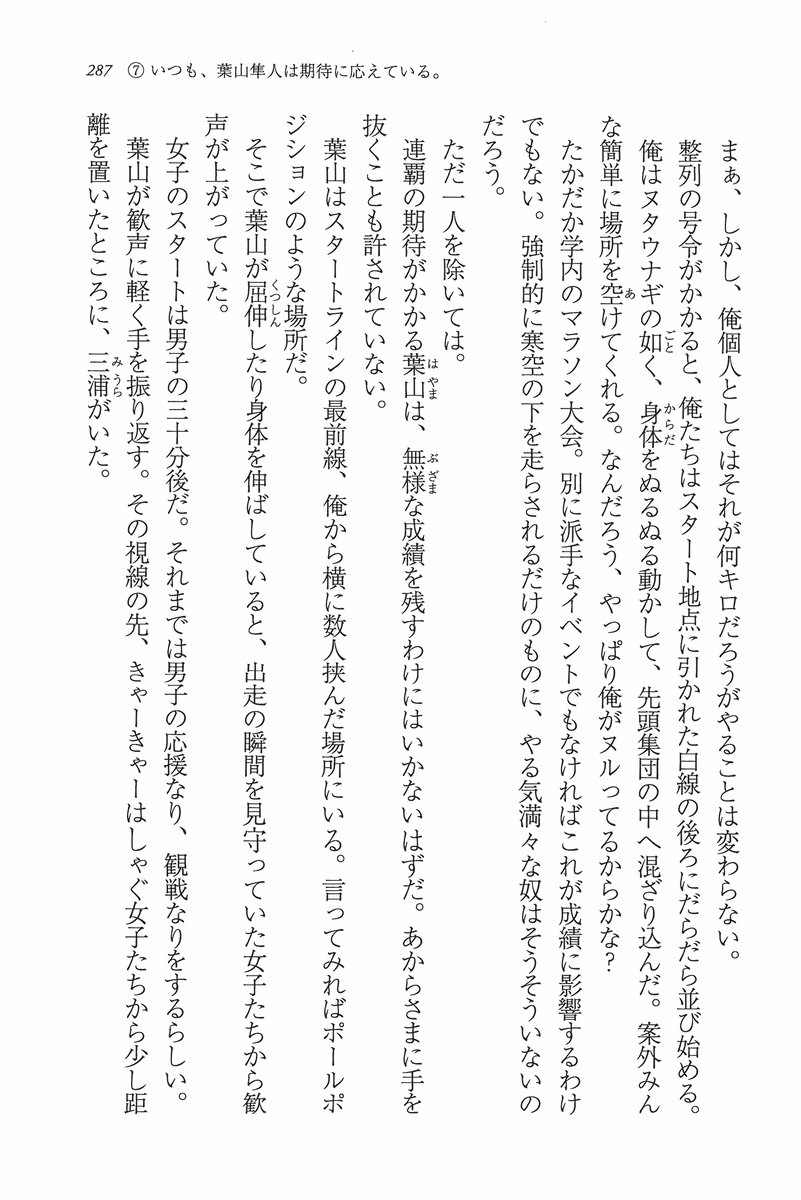 287 ⑦ いつも、葉山隼人は期待に応えている。
まぁ、しかし、俺個人としてはそれが何キロだろうがやることは変わらない。
整列の号令がかかると、俺たちはスタート地点に引かれた白線の後ろにだらだら並び始める。
俺はヌタウナギの如く、身体をぬるぬる動かして、先頭集団の中へ混ざり込んだ。案外みん
な簡単に場所を空けてくれる。なんだろう、やっぱり俺がヌルってるからかな？
たかだか学内のマラソン大会。別に派手なイベントでもなければこれが成績に影響するわけ
でもない。強制的に寒空の下を走らされるだけのものに、やる気満々な奴はそうそういないの
だろう。
ただ一人を除いては。
連覇の期待がかかる葉山は、無様な成績を残すわけにはいかないはずだ。あからさまに手を
抜くことも許されていない。
葉山はスタートラインの最前線、俺から横に数人挟んだ場所にいる。言ってみればポールポ
ジションのような場所だ。
そこで葉山が屈伸したり身体を伸ばしていると、出走の瞬間を見守っていた女子たちから歓
声が上がっていた。
女子のスタートは男子の三十分後だ。それまでは男子の応援なり、観戦なりをするらしい。
葉山が歓声に軽く手を振り返す。その視線の先、きゃーきゃーはしゃぐ女子たちから少し距
離を置いたところに、三浦がいた。